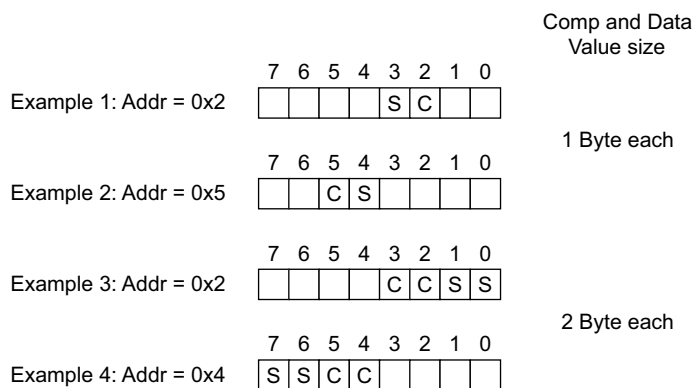 Comp and Data
Value size
7 6 5 4 3 2 1 0
Example 1: Addr = 0x2
S C
1 Byte each
7 6 5 4 3 2 1 0
Example 2: Addr = 0x5
C S
7 6 5 4 3 2 1 0
Example 3: Addr = 0x2
C C S S
2 Byte each
7 6 5 4 3 2 1 0
Example 4: Addr = 0x4
S S C C